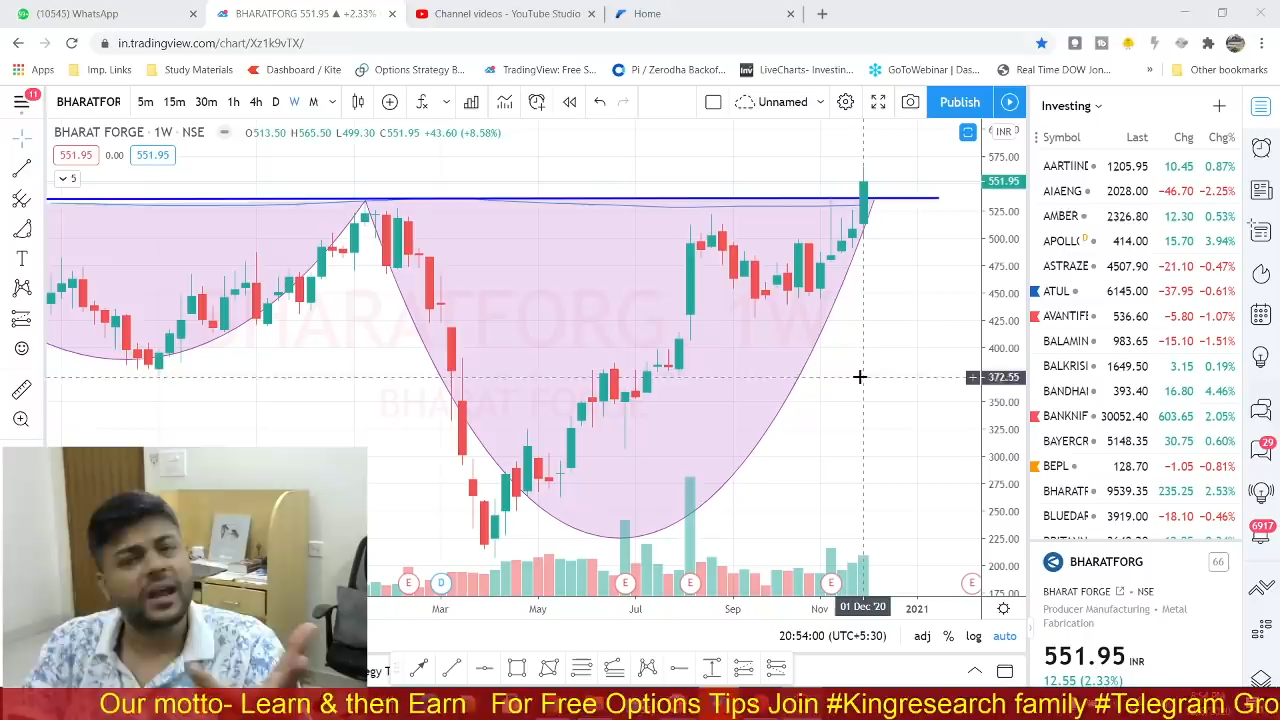 (10545) WhatsApp
BHARATFORG 551.95 ▲ +2.33%
Channel videos - YouTube Studio
Home
in.tradingview.com/chart/Xz1k9vTX/
Apps
Imp. Links
Study Materials
Dashboard / Kite
Options Strategy B...
TradingView: Free S...
Pi / Zerodha Backof...
LiveCharts- Investin...
GoToWebinar | Das...
Real Time DOW Jon...
»
Other bookmarks
11
BHARATFOR
5m 15m 30m 1h 4h D W M
Unnamed
Publish
Investing
BHARAT FORGE · 1W · NSE
L499.30 C551.95 +43.60 (+8.58%)
551.95 0.00 551.95
5
INR
575.00
551.95
525.00
500.00
475.00
450.00
425.00
400.00
372.55
350.00
325.00
300.00
275.00
250.00
225.00
200.00
175.00
BHARATFORG, 1W
BHARAT FORGE
E D E E E E
Mar May Jul Sep Nov 01 Dec '20 2021
20:54:00 (UTC+5:30)
adj % log auto
Symbol Last Chg Chg%
AARTIIND 1205.95 10.45 0.87%
AIAENG 2028.00 −46.70 −2.25%
AMBER 2326.80 12.30 0.53%
APOLLO D 414.00 15.70 3.94%
ASTRAZE 4507.90 −21.10 −0.47%
ATUL 6145.00 −37.95 −0.61%
AVANTIFE 536.60 −5.80 −1.07%
BALAMIN 983.65 −15.10 −1.51%
BALKRISI 1649.50 3.15 0.19%
BANDHAI 393.40 16.80 4.46%
BANKNIF 30052.40 603.65 2.05%
BAYERCR 5148.35 30.75 0.60%
BEPL 128.70 −1.05 −0.81%
BHARATF 9539.35 235.25 2.53%
BLUEDAR 3919.00 −18.10 −0.46%
BHARATFORG
66
BHARAT FORGE · NSE
Producer Manufacturing • Metal
Fabrication
551.95 INR
12.55 (2.33%)
29
6917
Our motto- Learn & then Earn For Free Options Tips Join #Kingresearch family #Telegram Gro